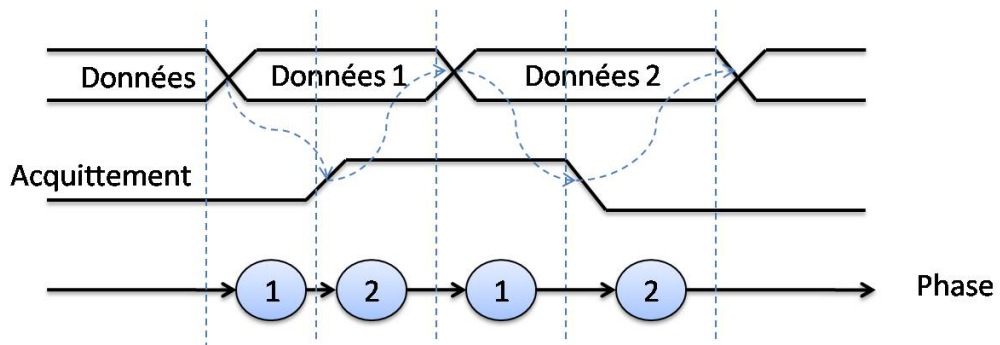 Données
Données 1
Données 2
Acquittement
1
2
1
2
Phase